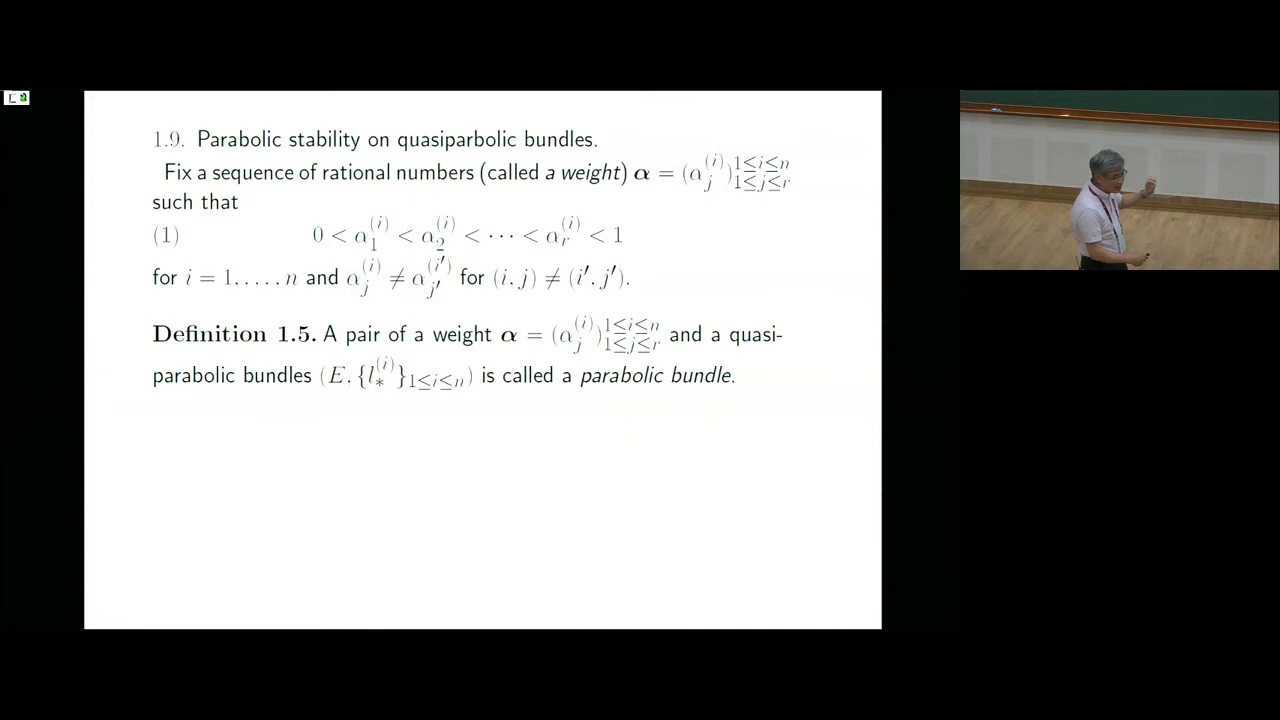 1.9. Parabolic stability on quasiparbolic bundles.
Fix a sequence of rational numbers (called a weight) α = (α_j^{(i)})_{1≤j≤r}^{1≤i≤n}
such that
(1) 0 < α_1^{(i)} < α_2^{(i)} < ⋯ < α_r^{(i)} < 1
for i = 1, …, n and α_j^{(i)} ≠ α_{j′}^{(i′)} for (i, j) ≠ (i′, j′).
Definition 1.5. A pair of a weight α = (α_j^{(i)})_{1≤j≤r}^{1≤i≤n} and a quasi-
parabolic bundles (E, {l_*^{(i)}}_{1≤i≤n}) is called a parabolic bundle.